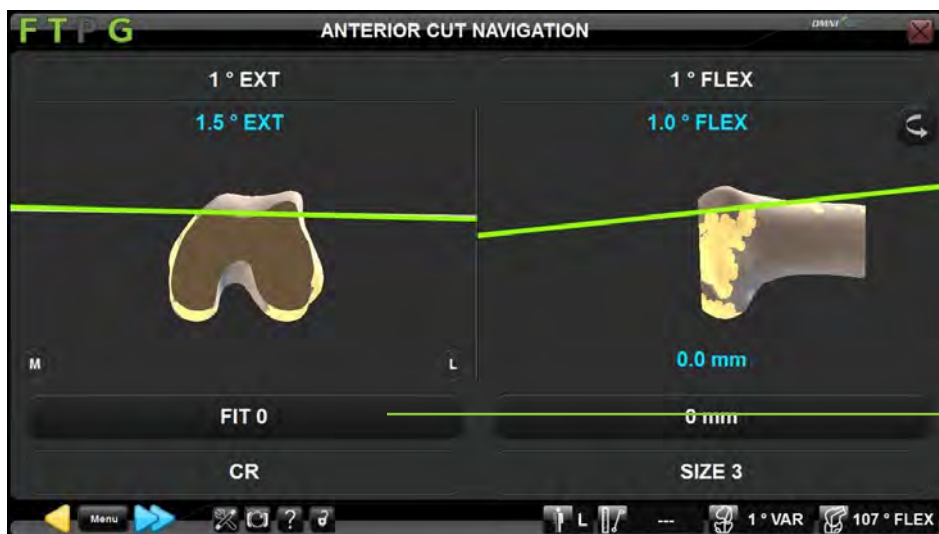 F T P G
ANTERIOR CUT NAVIGATION
OMNI
1 ° EXT
1 ° FLEX
1.5 ° EXT
1.0 ° FLEX
M
L
0.0 mm
FIT 0
0 mm
CR
SIZE 3
Menu
?
L
---
1 ° VAR
107 ° FLEX